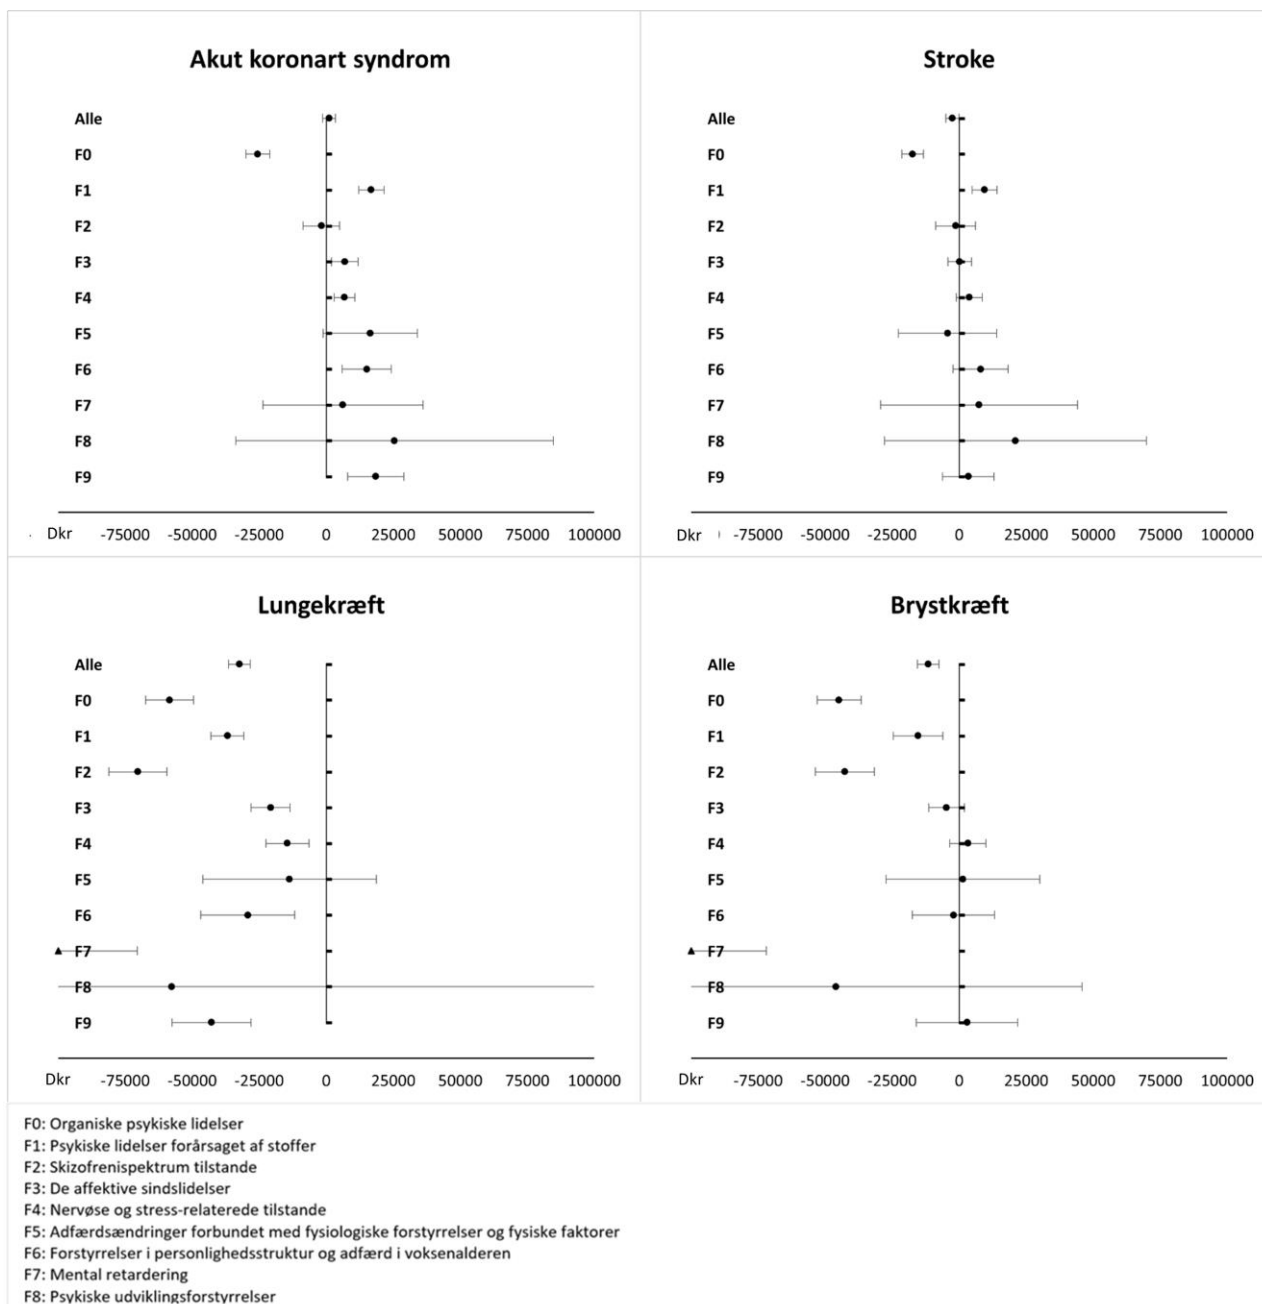 Akut koronart syndrom
Alle
F0
F1
F2
F3
F4
F5
F6
F7
F8
F9
Dkr -75000 -50000 -25000 0 25000 50000 75000 100000
Stroke
Alle
F0
F1
F2
F3
F4
F5
F6
F7
F8
F9
Dkr -75000 -50000 -25000 0 25000 50000 75000 100000
Lungekræft
Alle
F0
F1
F2
F3
F4
F5
F6
F7
F8
F9
Dkr -75000 -50000 -25000 0 25000 50000 75000 100000
Brystkræft
Alle
F0
F1
F2
F3
F4
F5
F6
F7
F8
F9
Dkr -75000 -50000 -25000 0 25000 50000 75000 100000
F0: Organiske psykiske lidelser
F1: Psykiske lidelser forårsaget af stoffer
F2: Skizofrenispektrum tilstande
F3: De affektive sindslidelser
F4: Nervøse og stress-relaterede tilstande
F5: Adfærdsændringer forbundet med fysiologiske forstyrrelser og fysiske faktorer
F6: Forstyrrelser i personlighedsstruktur og adfærd i voksenalderen
F7: Mental retardering
F8: Psykiske udviklingsforstyrrelser